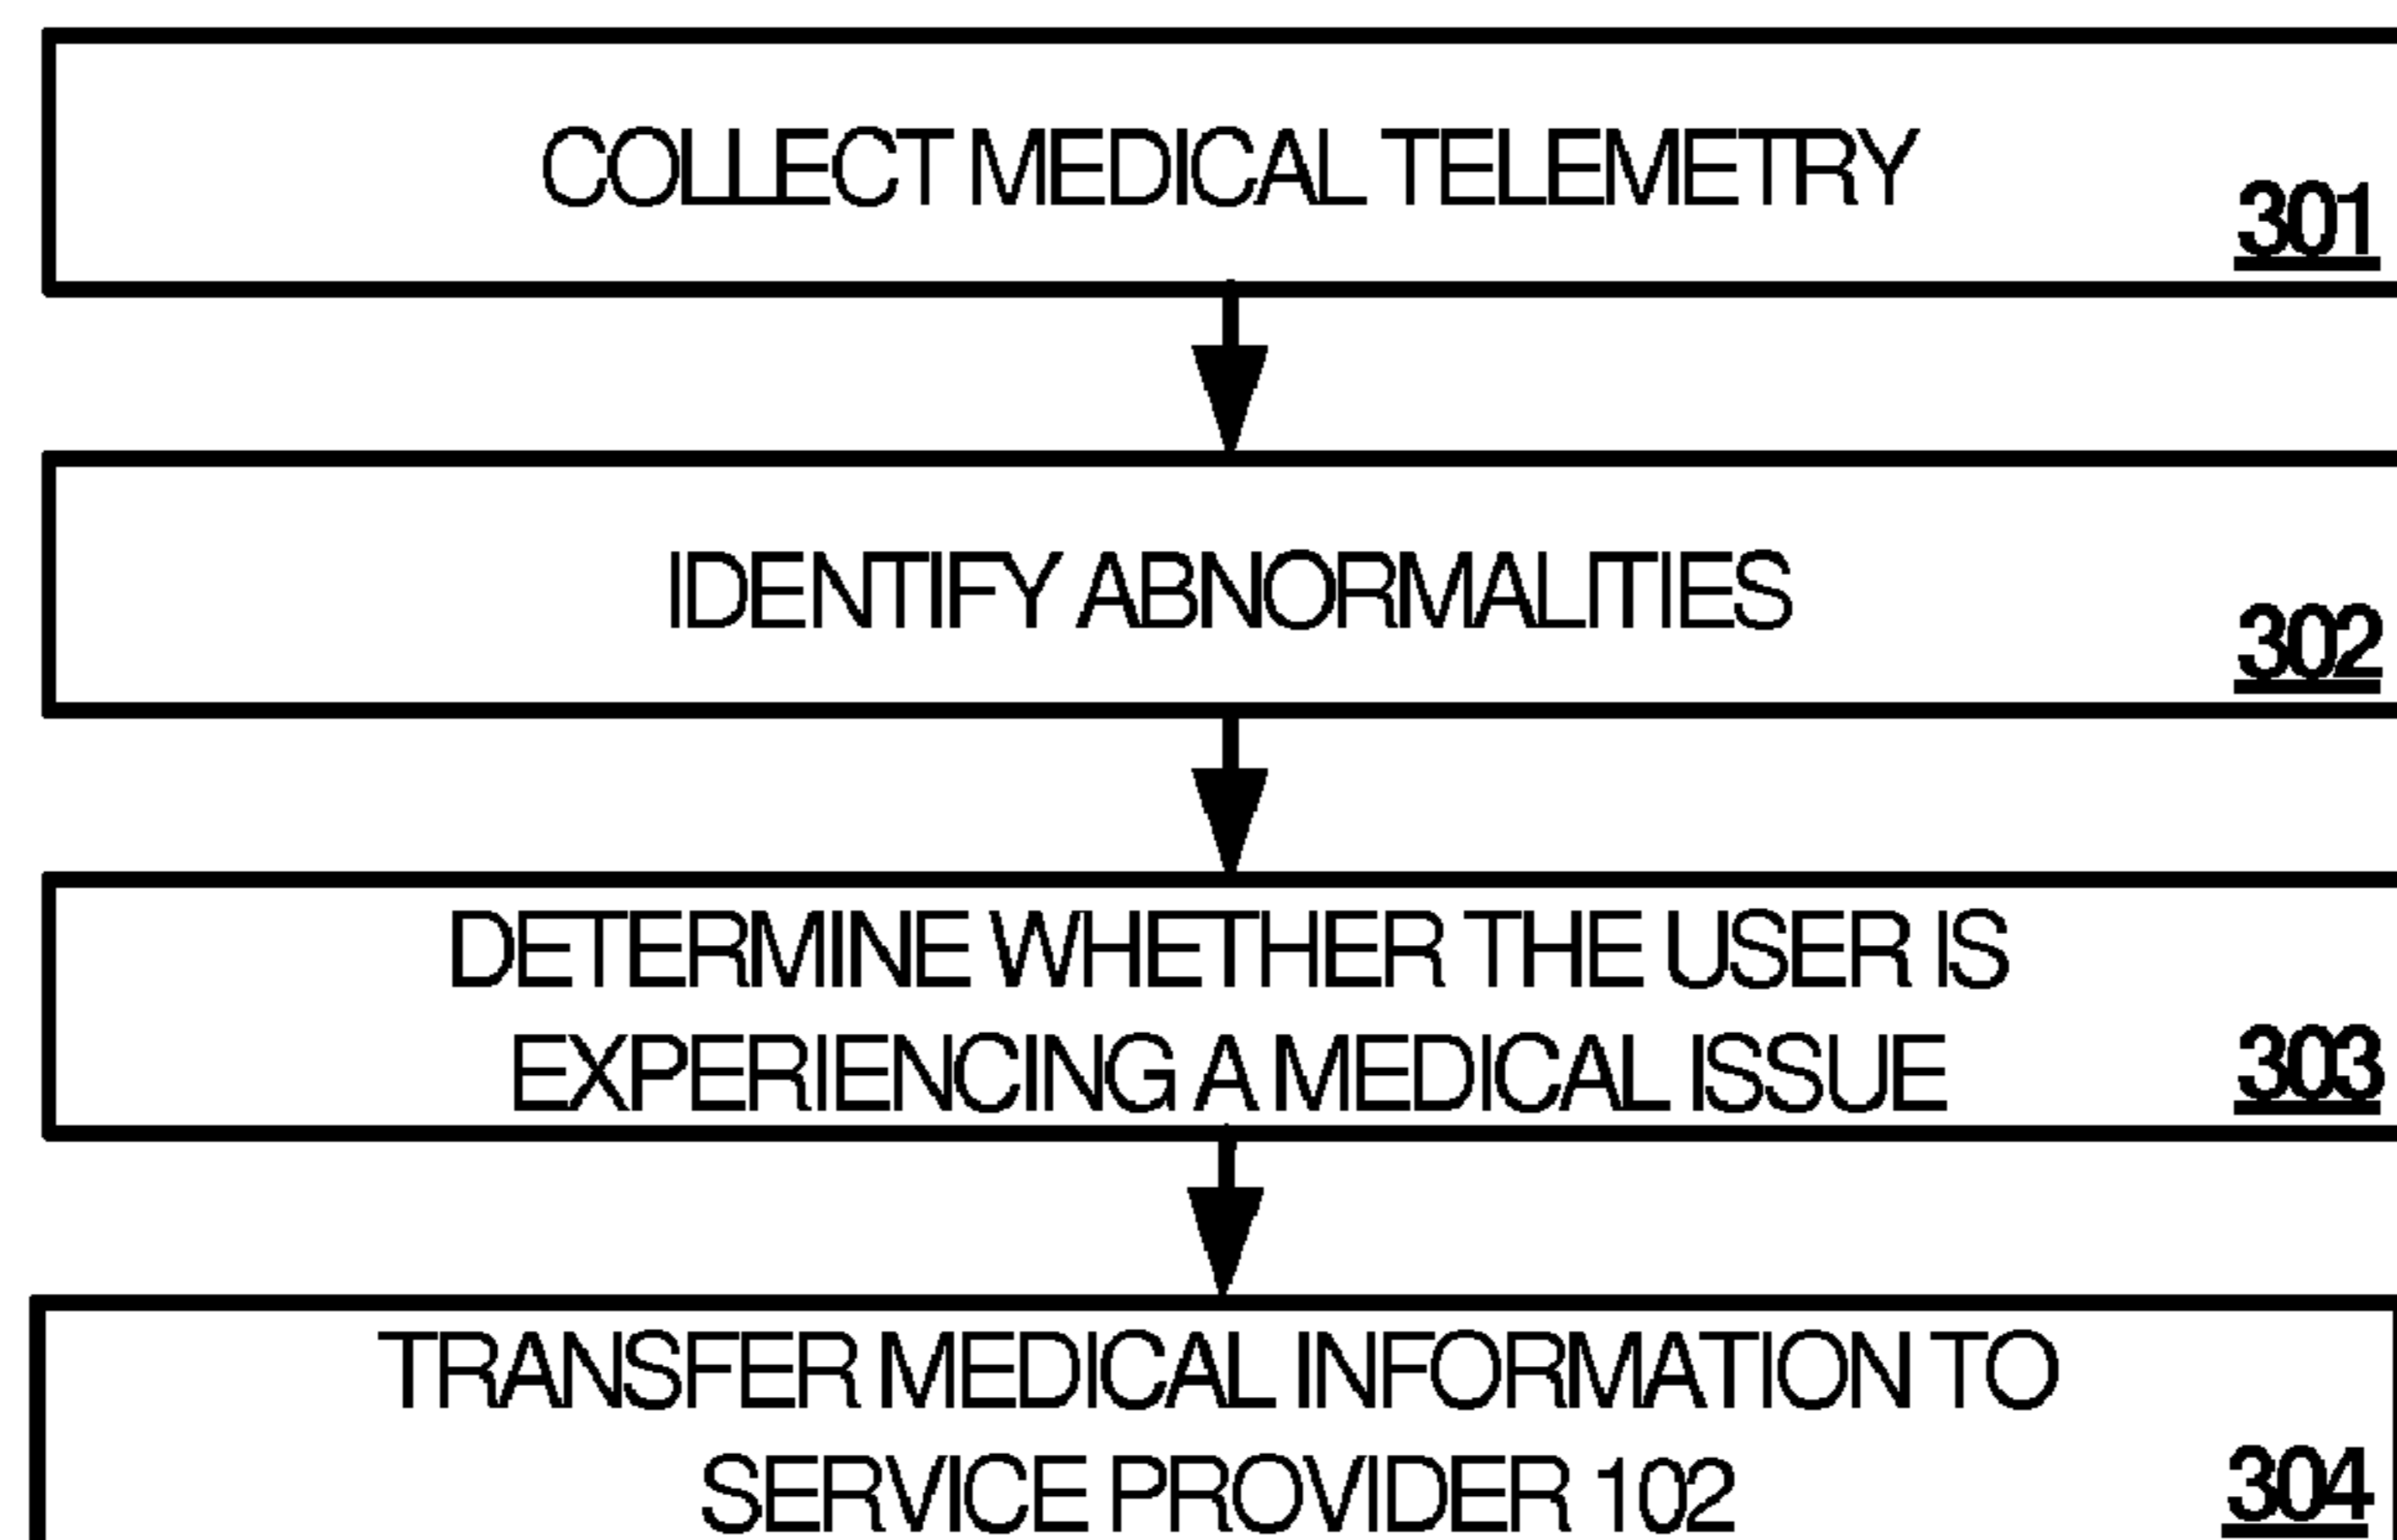 COLLECT MEDICAL TELEMETRY
301
IDENTIFY ABNORMALITIES
302
DETERMINE WHETHER THE USER IS
EXPERIENCING A MEDICAL ISSUE
303
TRANSFER MEDICAL INFORMATION TO
SERVICE PROVIDER 102
304